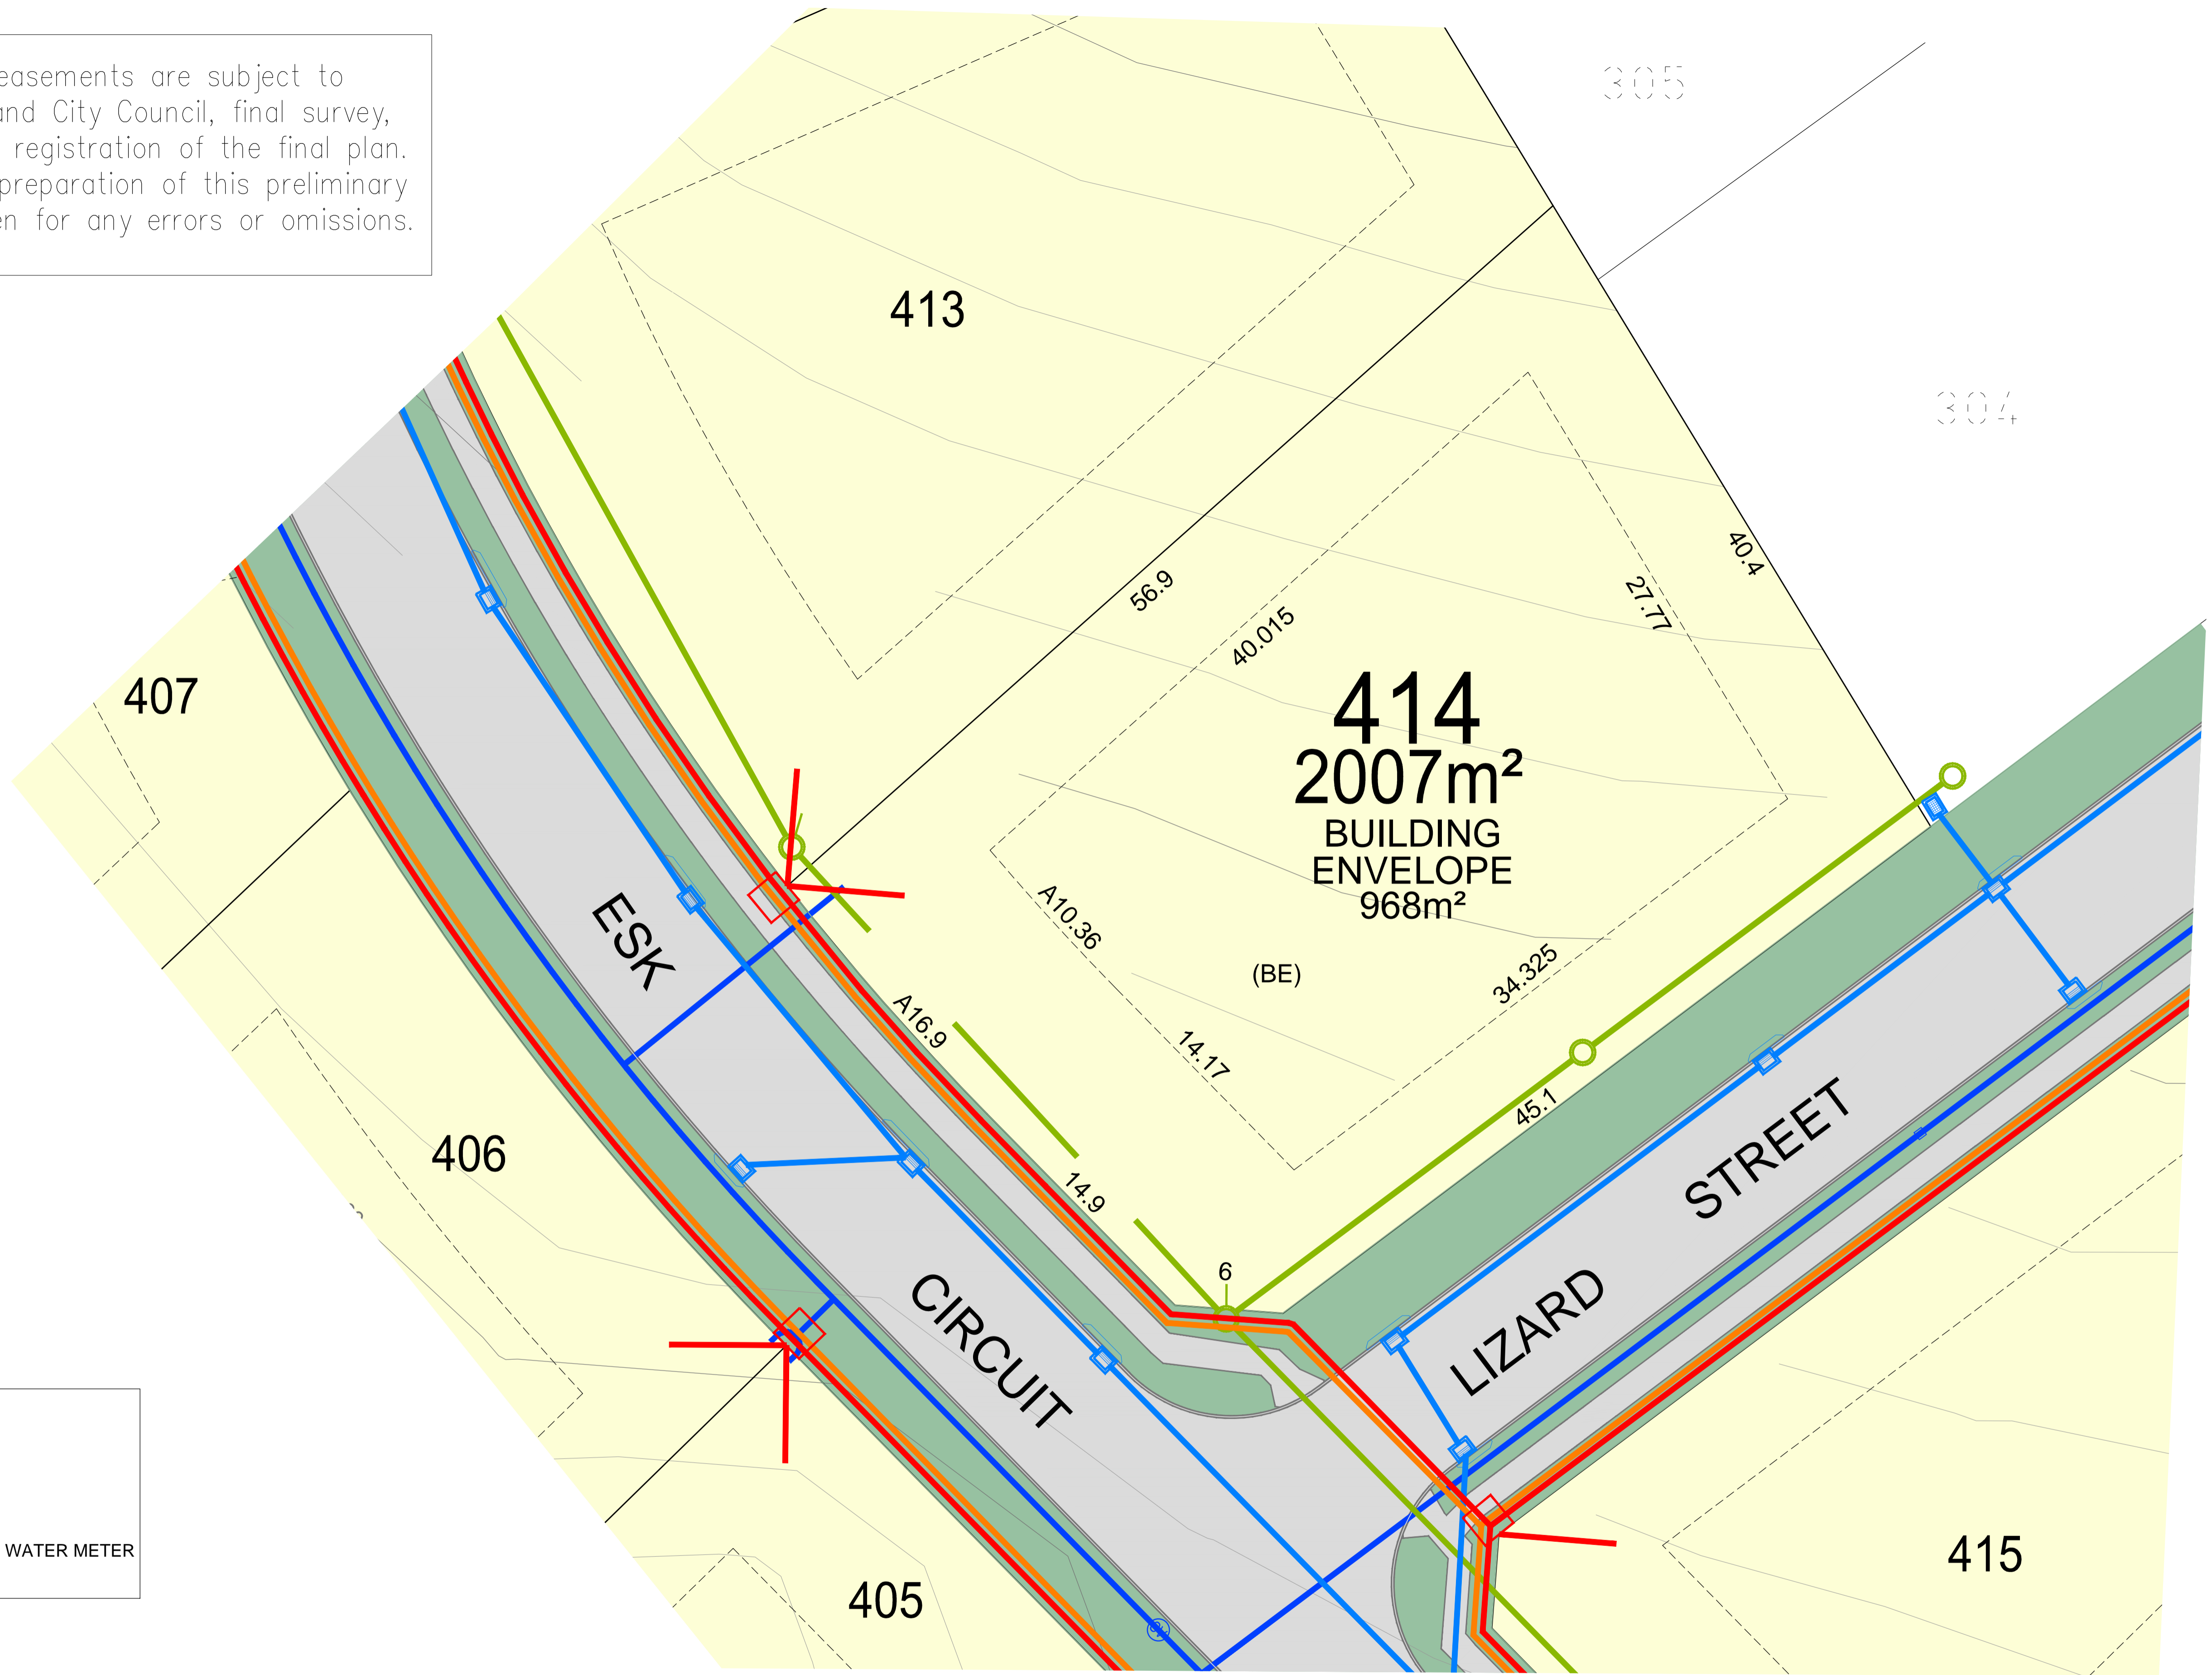 easements are subject to
and City Council, final survey,
registration of the final plan.
preparation of this preliminary
en for any errors or omissions.
305
413
304
40.4
56.9
27.77
40.015
407
414
2007m²
BUILDING
ENVELOPE
968m²
A10.36
ESK
(BE)
34.325
A16.9
14.17
45.1
STREET
406
14.9
6
LIZARD
CIRCUIT
WATER METER
415
405